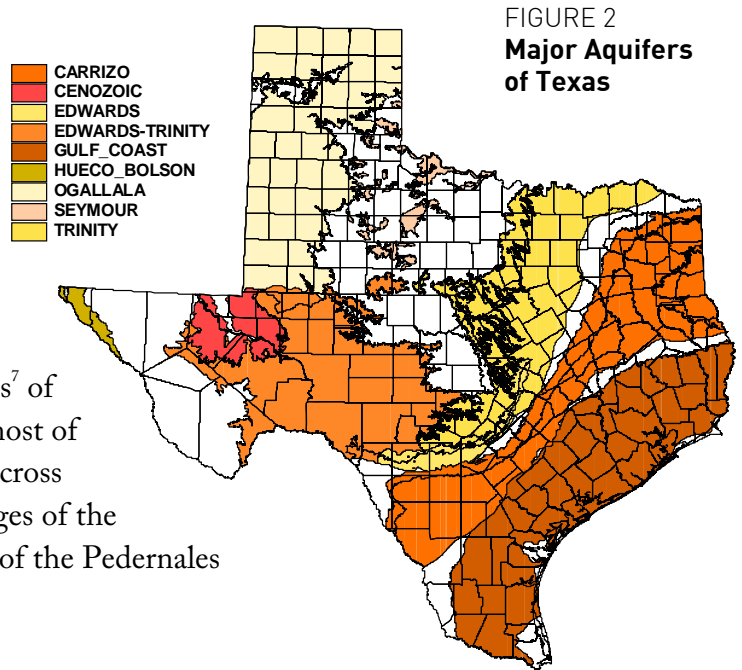 FIGURE 2
Major Aquifers
of Texas
CARRIZO
CENOZOIC
EDWARDS
EDWARDS-TRINITY
GULF_COAST
HUECO_BOLSON
OGALLALA
SEYMOUR
TRINITY
s⁷ of
ost of
cross
ges of the
of the Pedernales